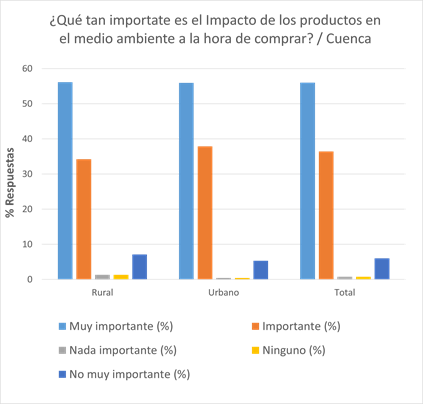 ¿Qué tan importate es el Impacto de los productos en
el medio ambiente a la hora de comprar? / Cuenca
60
50
40
30
20
10
0
% Respuestas
Rural
Urbano
Total
Muy importante (%)
Importante (%)
Nada importante (%)
Ninguno (%)
No muy importante (%)